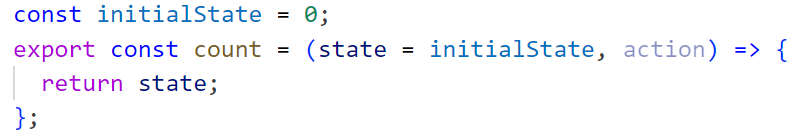 const initialState = 0;
export const count = (state = initialState, action) => {
  return state;
};